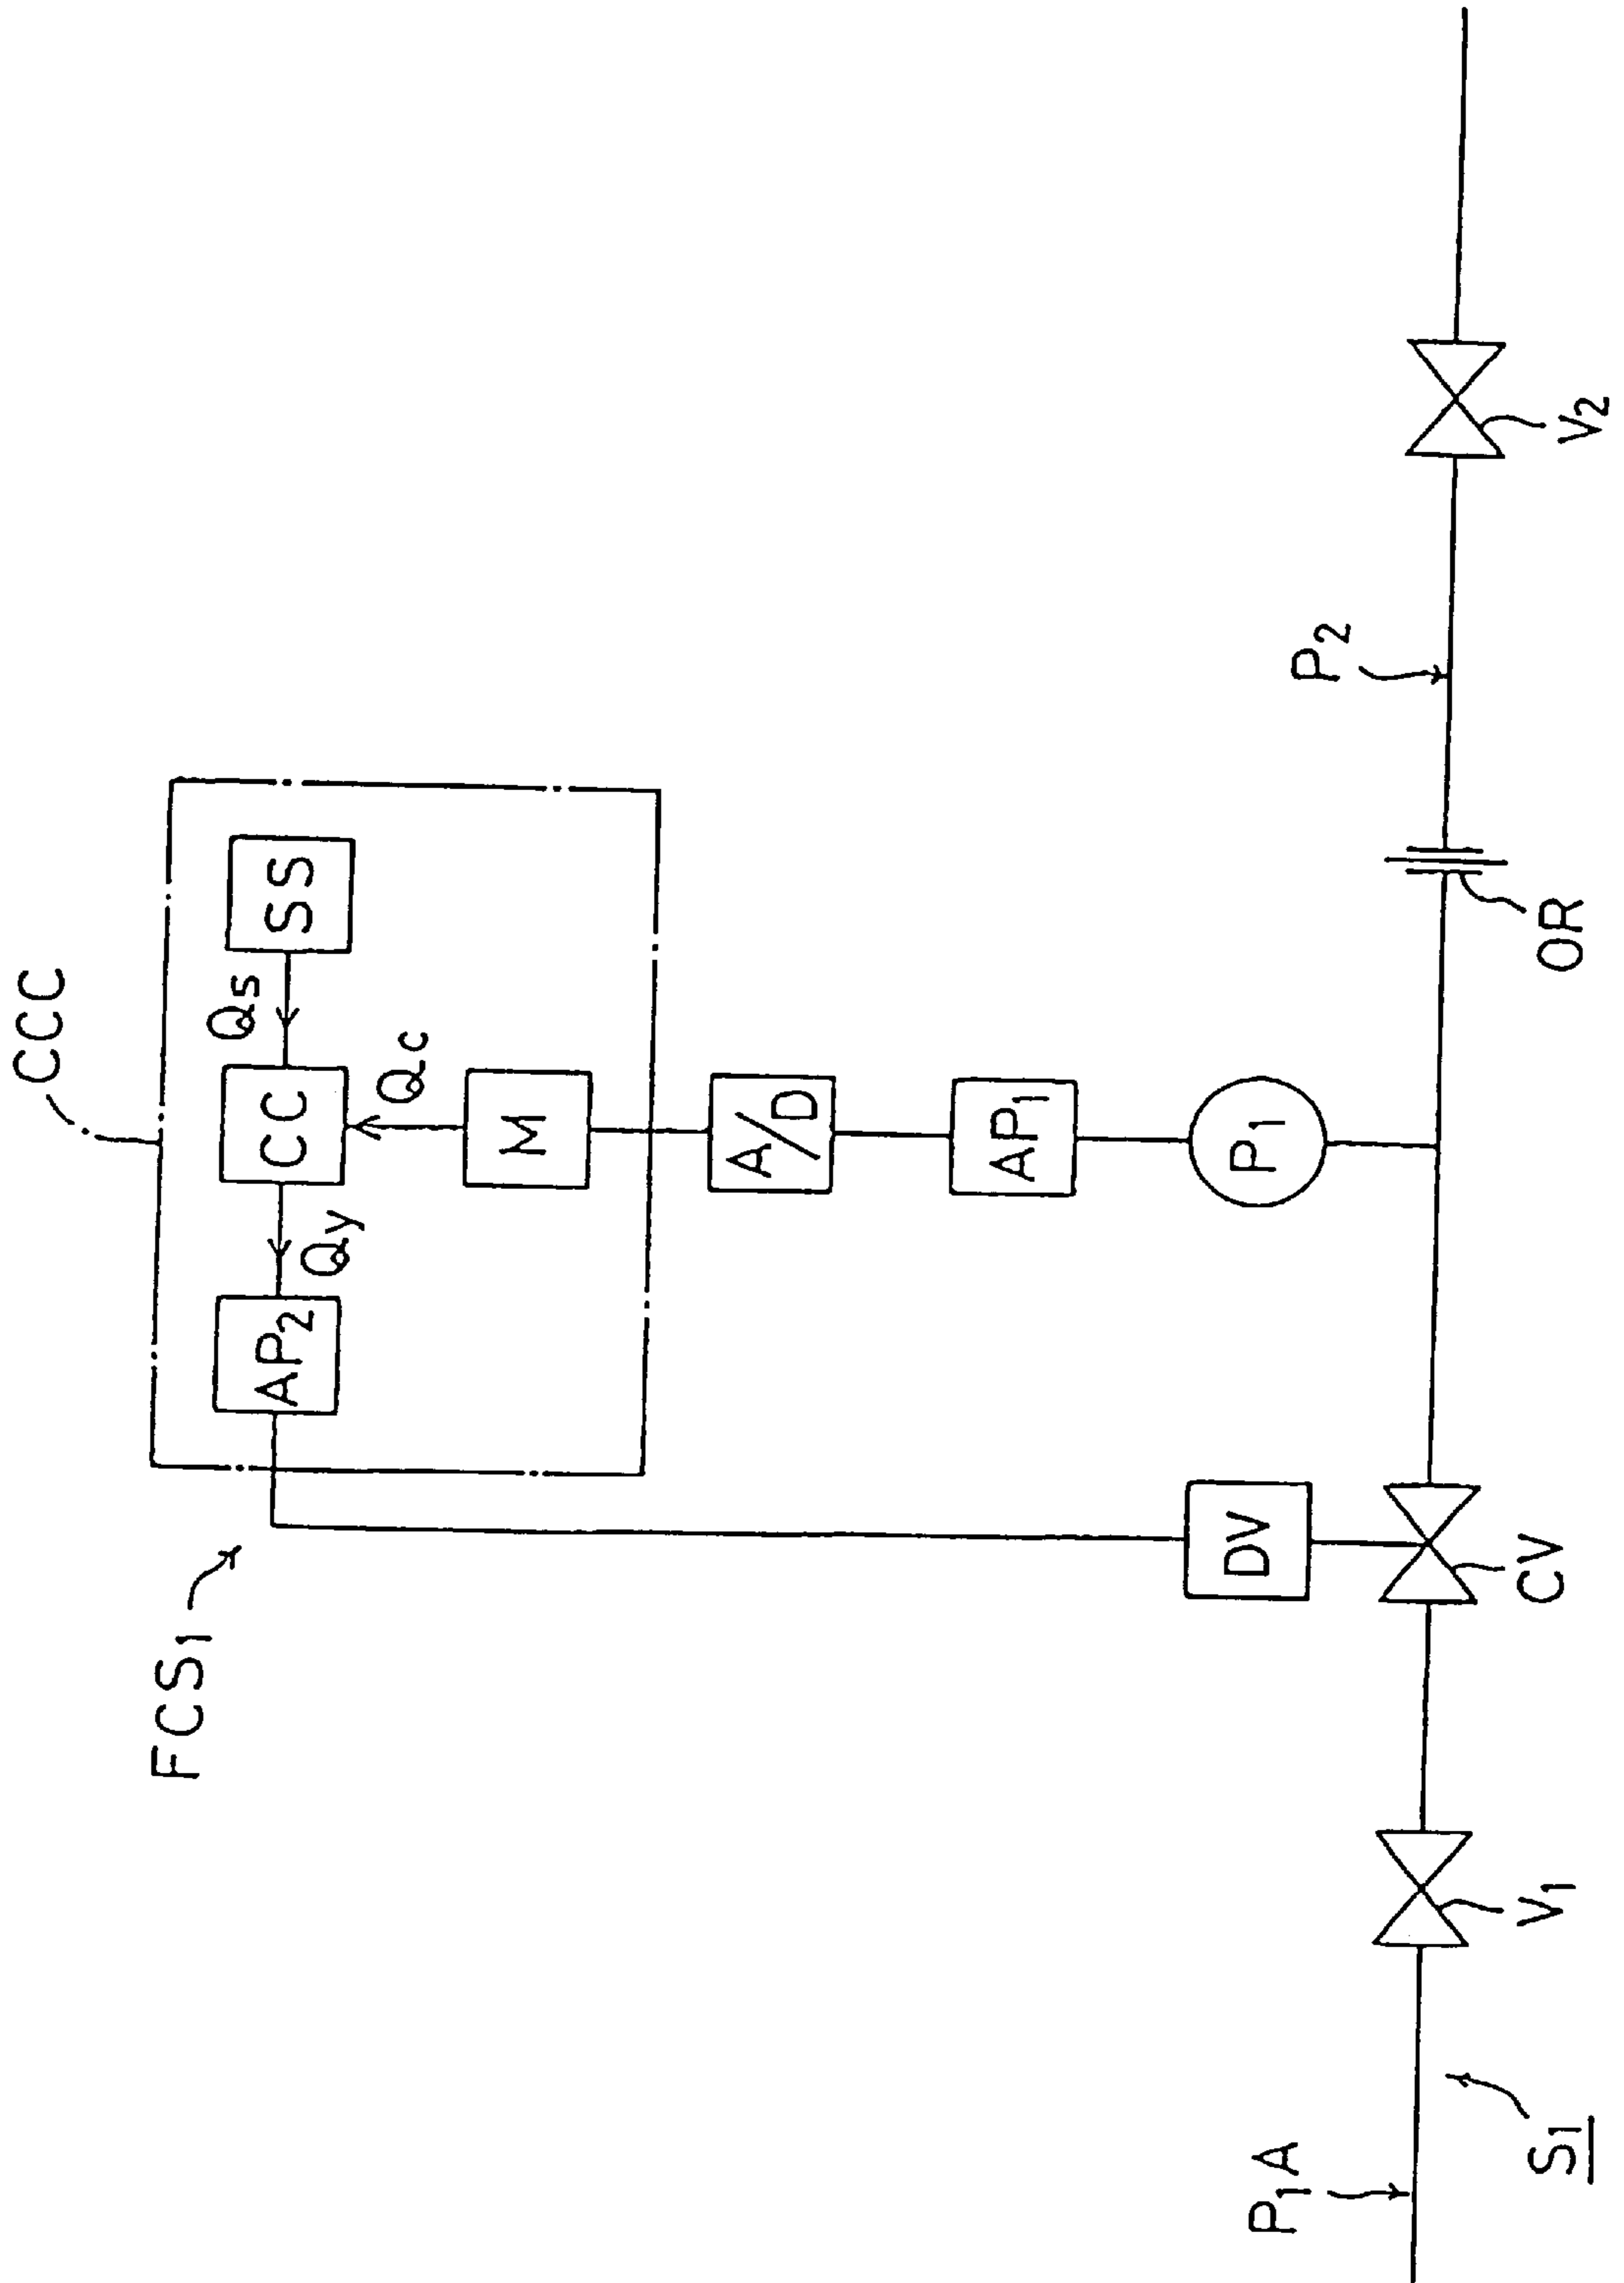 FCS1
CCC
AP2
Qy
CC
Qs
SS
Qc
M
A/D
AP1
P1
DV
P1A
S1
V1
CV
OR
P2
V2